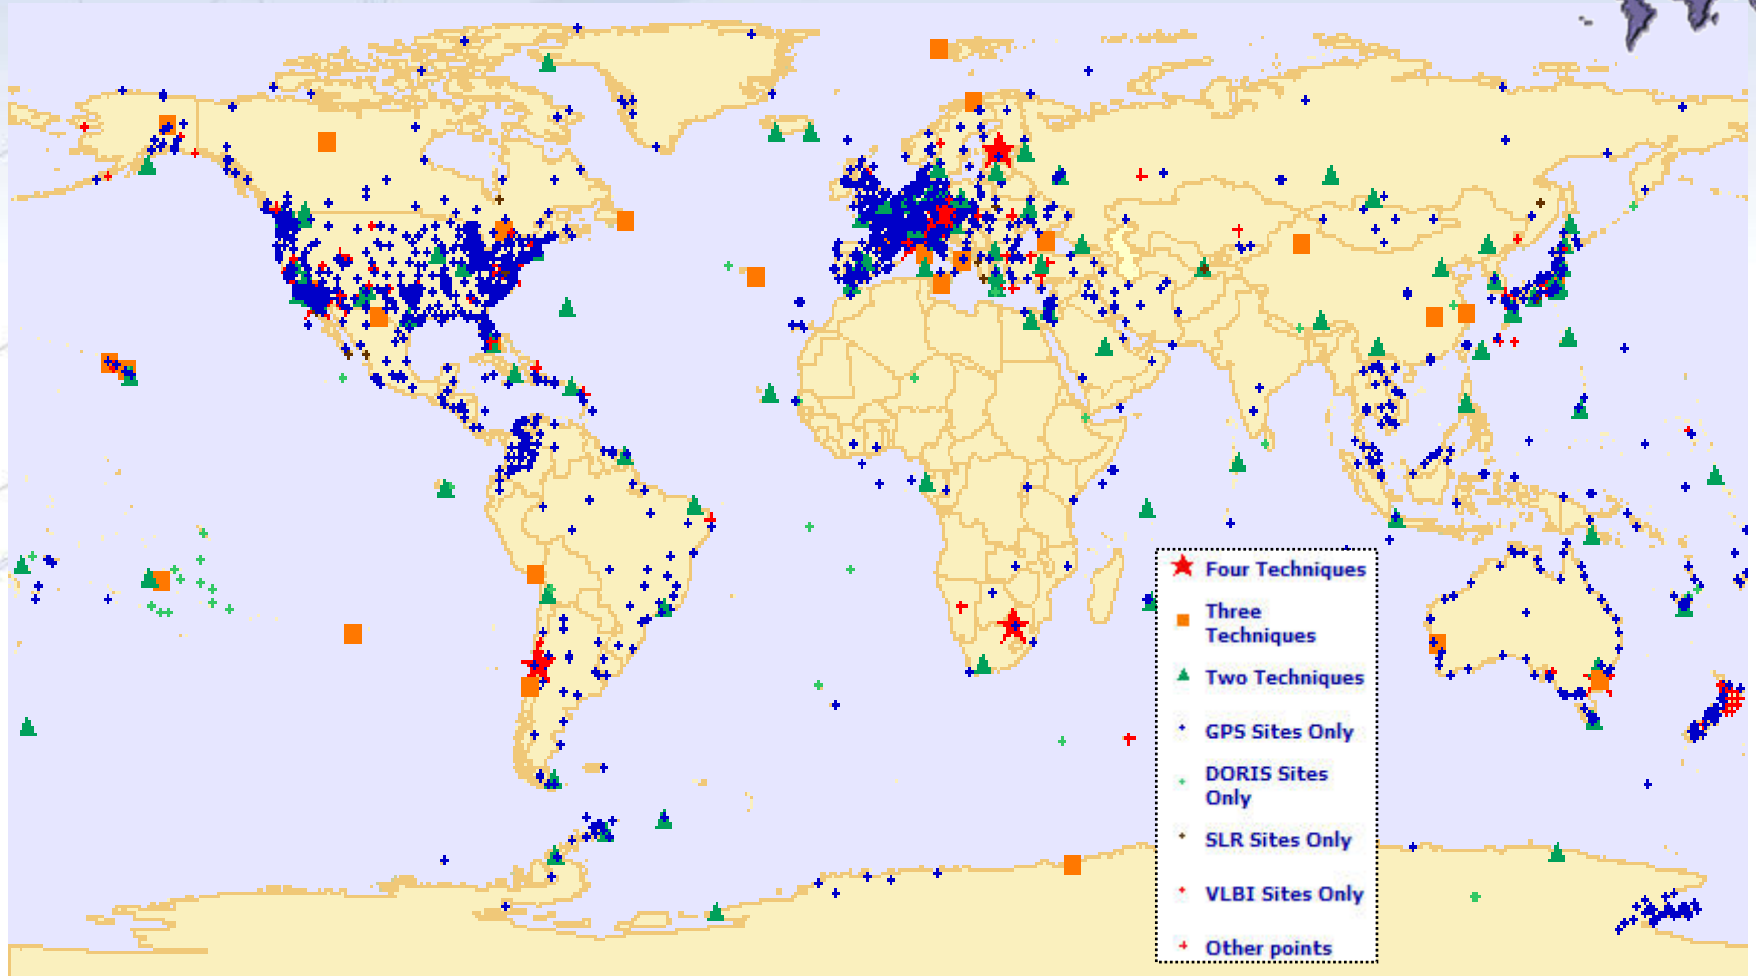 Four Techniques
Three
Techniques
Two Techniques
GPS Sites Only
DORIS Sites
Only
SLR Sites Only
VLBI Sites Only
Other points